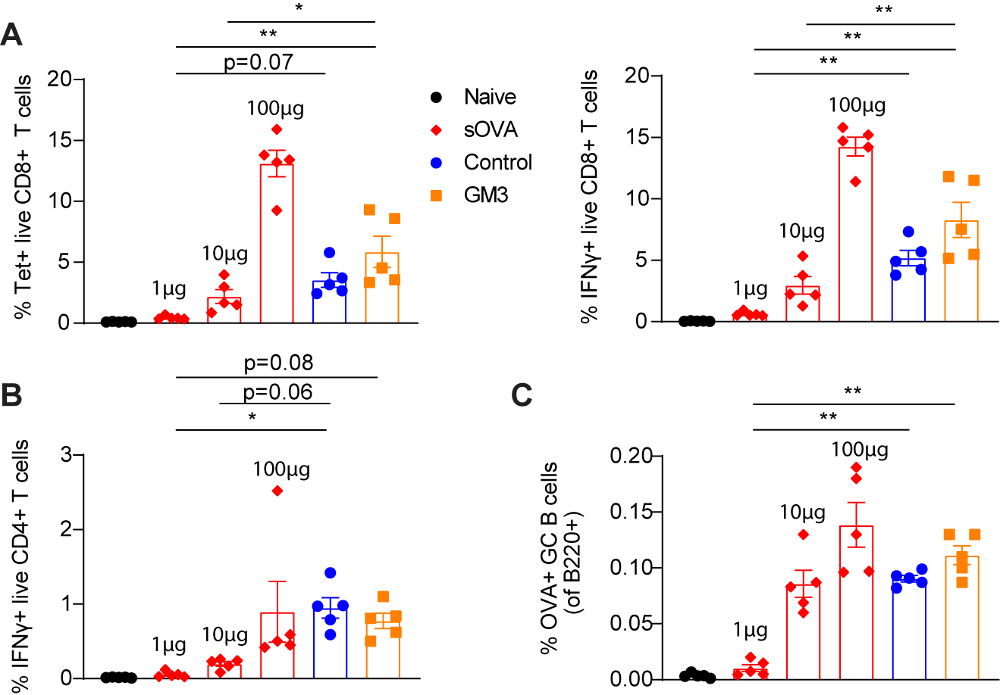 A
*
**
p=0.07
% Tet+ live CD8+ T cells
20
15
10
5
0
1μg
10μg
100μg
Naive
sOVA
Control
GM3
**
**
**
% IFNγ+ live CD8+ T cells
20
15
10
5
0
1μg
10μg
100μg
B
p=0.08
p=0.06
*
% IFNγ+ live CD4+ T cells
3
2
1
0
1μg
10μg
100μg
C
**
**
% OVA+ GC B cells
(of B220+)
0.20
0.15
0.10
0.05
0.00
1μg
10μg
100μg